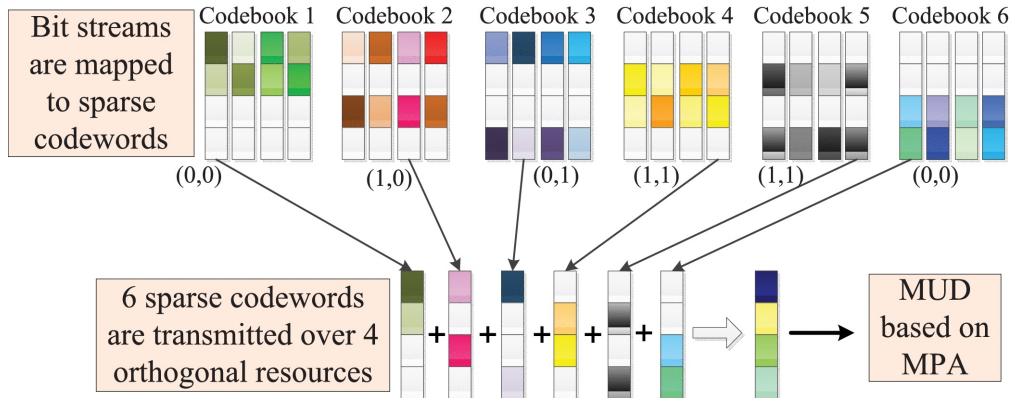 Bit streams
are mapped
to sparse
codewords
Codebook 1
Codebook 2
Codebook 3
Codebook 4
Codebook 5
Codebook 6
(0,0)
(1,0)
(0,1)
(1,1)
(1,1)
(0,0)
6 sparse codewords
are transmitted over 4
orthogonal resources
+ + + + +
MUD
based on
MPA